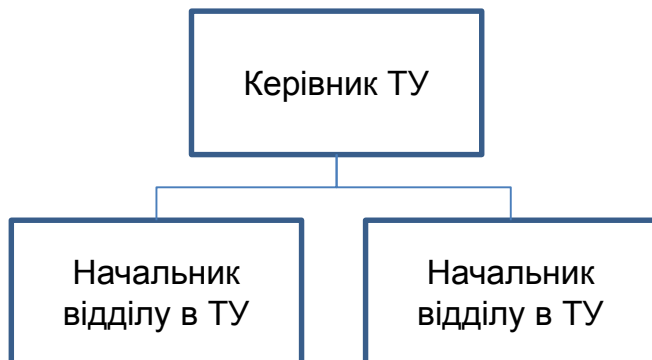 Керівник ТУ
Начальник
відділу в ТУ
Начальник
відділу в ТУ